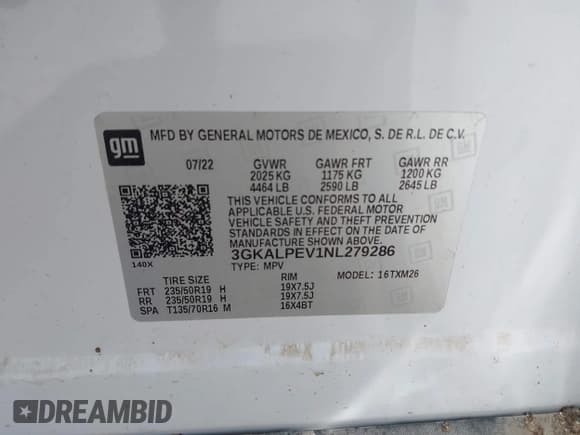 gm MFD BY GENERAL MOTORS DE MEXICO, S. DE R.L. DE C.V.
07/22 GVWR GAWR FRT GAWR RR
2025 KG 1175 KG 1200 KG
4464 LB 2590 LB 2645 LB
THIS VEHICLE CONFORMS TO ALL
APPLICABLE U.S. FEDERAL MOTOR
VEHICLE SAFETY AND THEFT PREVENTION
STANDARDS IN EFFECT ON THE DATE OF
MANUFACTURE SHOWN ABOVE.
3GKALPEV1NL279286
140X TYPE: MPV MODEL: 16TXM26
TIRE SIZE RIM
FRT 235/50R19 H 19X7.5J
RR 235/50R19 H 19X7.5J
SPA T135/70R16 M 16X4BT
DREAMBID